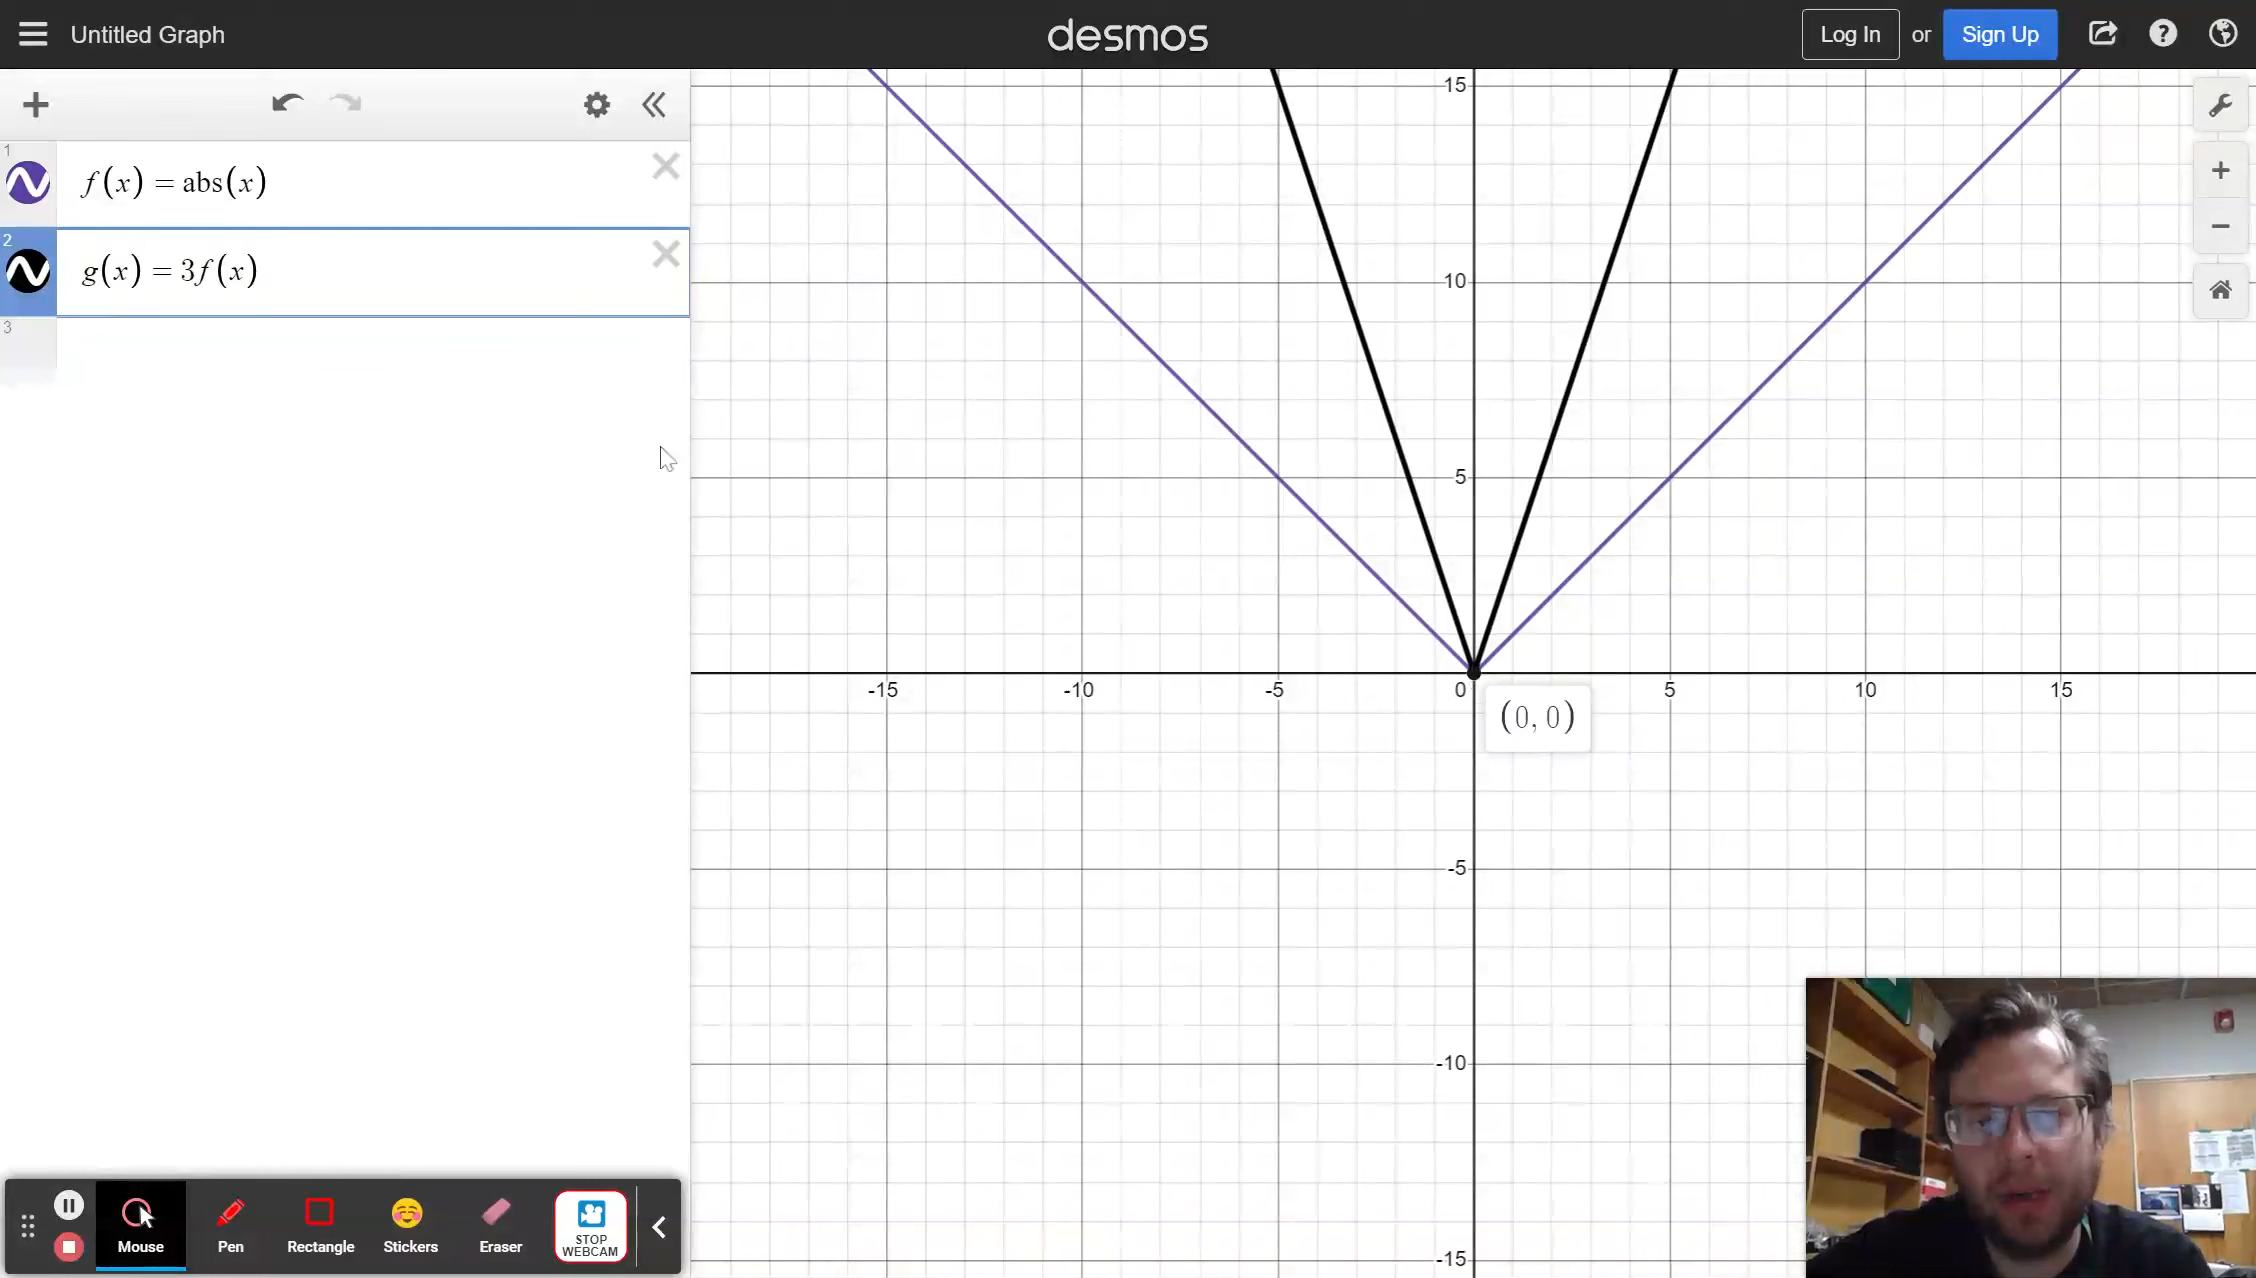 Untitled Graph
desmos
Log In or Sign Up
1
f(x) = abs(x)
2
g(x) = 3f(x)
3
15
10
5
-15 -10 -5 0 5 10 15
(0, 0)
-5
-10
-15
Mouse Pen Rectangle Stickers Eraser STOP
WEBCAM